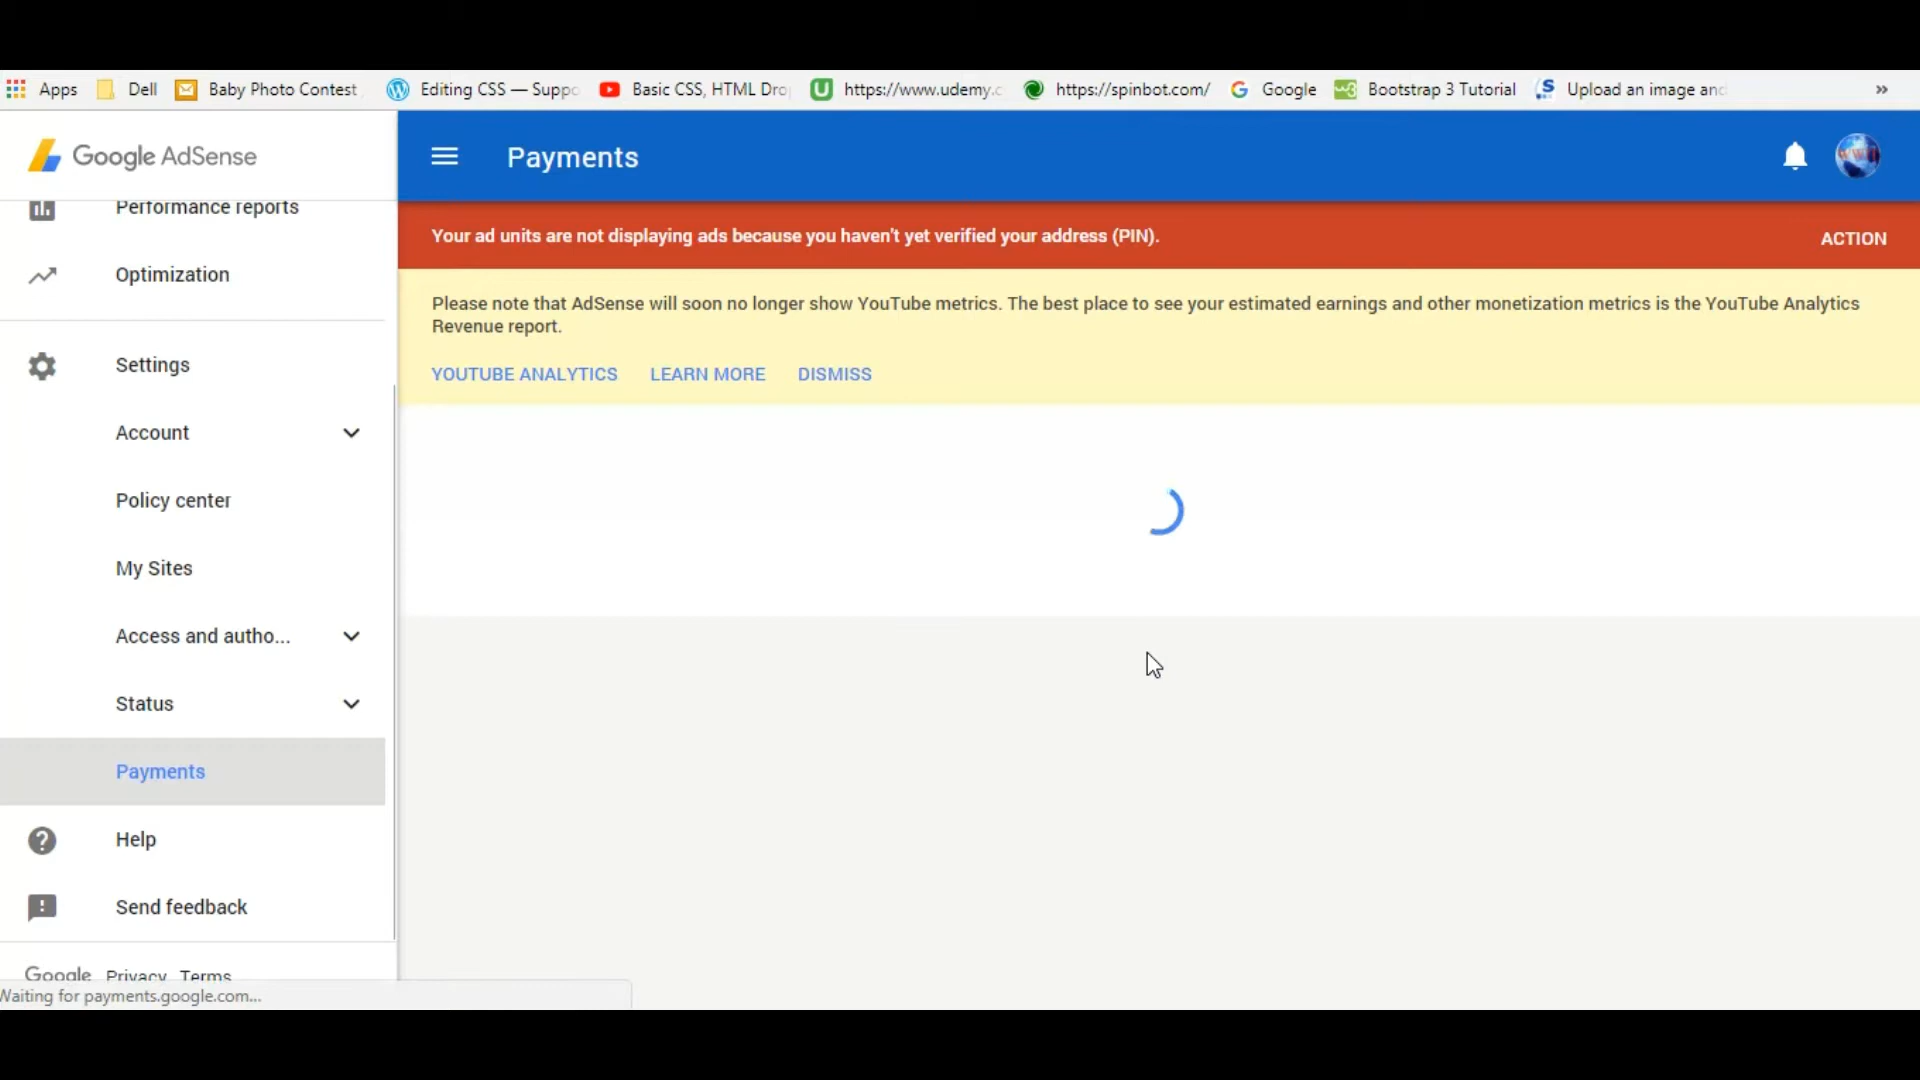 Apps Dell Baby Photo Contest Editing CSS — Suppo Basic CSS, HTML Dro https://www.udemy.c https://spinbot.com/ Google Bootstrap 3 Tutorial Upload an image and »
Google AdSense
Payments
Performance reports
Your ad units are not displaying ads because you haven't yet verified your address (PIN).
ACTION
Optimization
Please note that AdSense will soon no longer show YouTube metrics. The best place to see your estimated earnings and other monetization metrics is the YouTube Analytics
Revenue report.
YOUTUBE ANALYTICS LEARN MORE DISMISS
Settings
Account
Policy center
My Sites
Access and autho...
Status
Payments
Help
Send feedback
Google Privacy Terms
Waiting for payments.google.com...